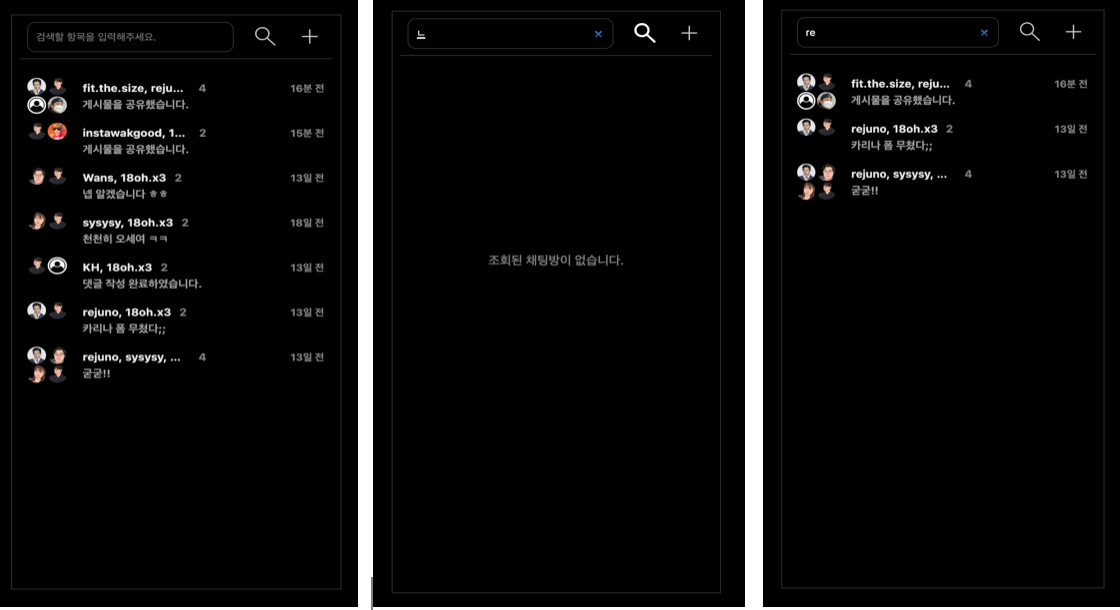 검색할 항목을 입력해주세요.
fit.the.size, reju... 4 16분 전
게시물을 공유했습니다.
instawakgood, 1... 2 15분 전
게시물을 공유했습니다.
Wans, 18oh.x3 2 13일 전
넵 알겠습니다 ㅎㅎ
sysysy, 18oh.x3 2 18일 전
천천히 오세여 ㅋㅋ
KH, 18oh.x3 2 13일 전
댓글 작성 완료하였습니다.
rejuno, 18oh.x3 2 13일 전
카리나 폼 무쳤다;;
rejuno, sysysy, ... 4 13일 전
굳굳!!
ㄴ
조회된 채팅방이 없습니다.
re
fit.the.size, reju... 4 16분 전
게시물을 공유했습니다.
rejuno, 18oh.x3 2 13일 전
카리나 폼 무쳤다;;
rejuno, sysysy, ... 4 13일 전
굳굳!!